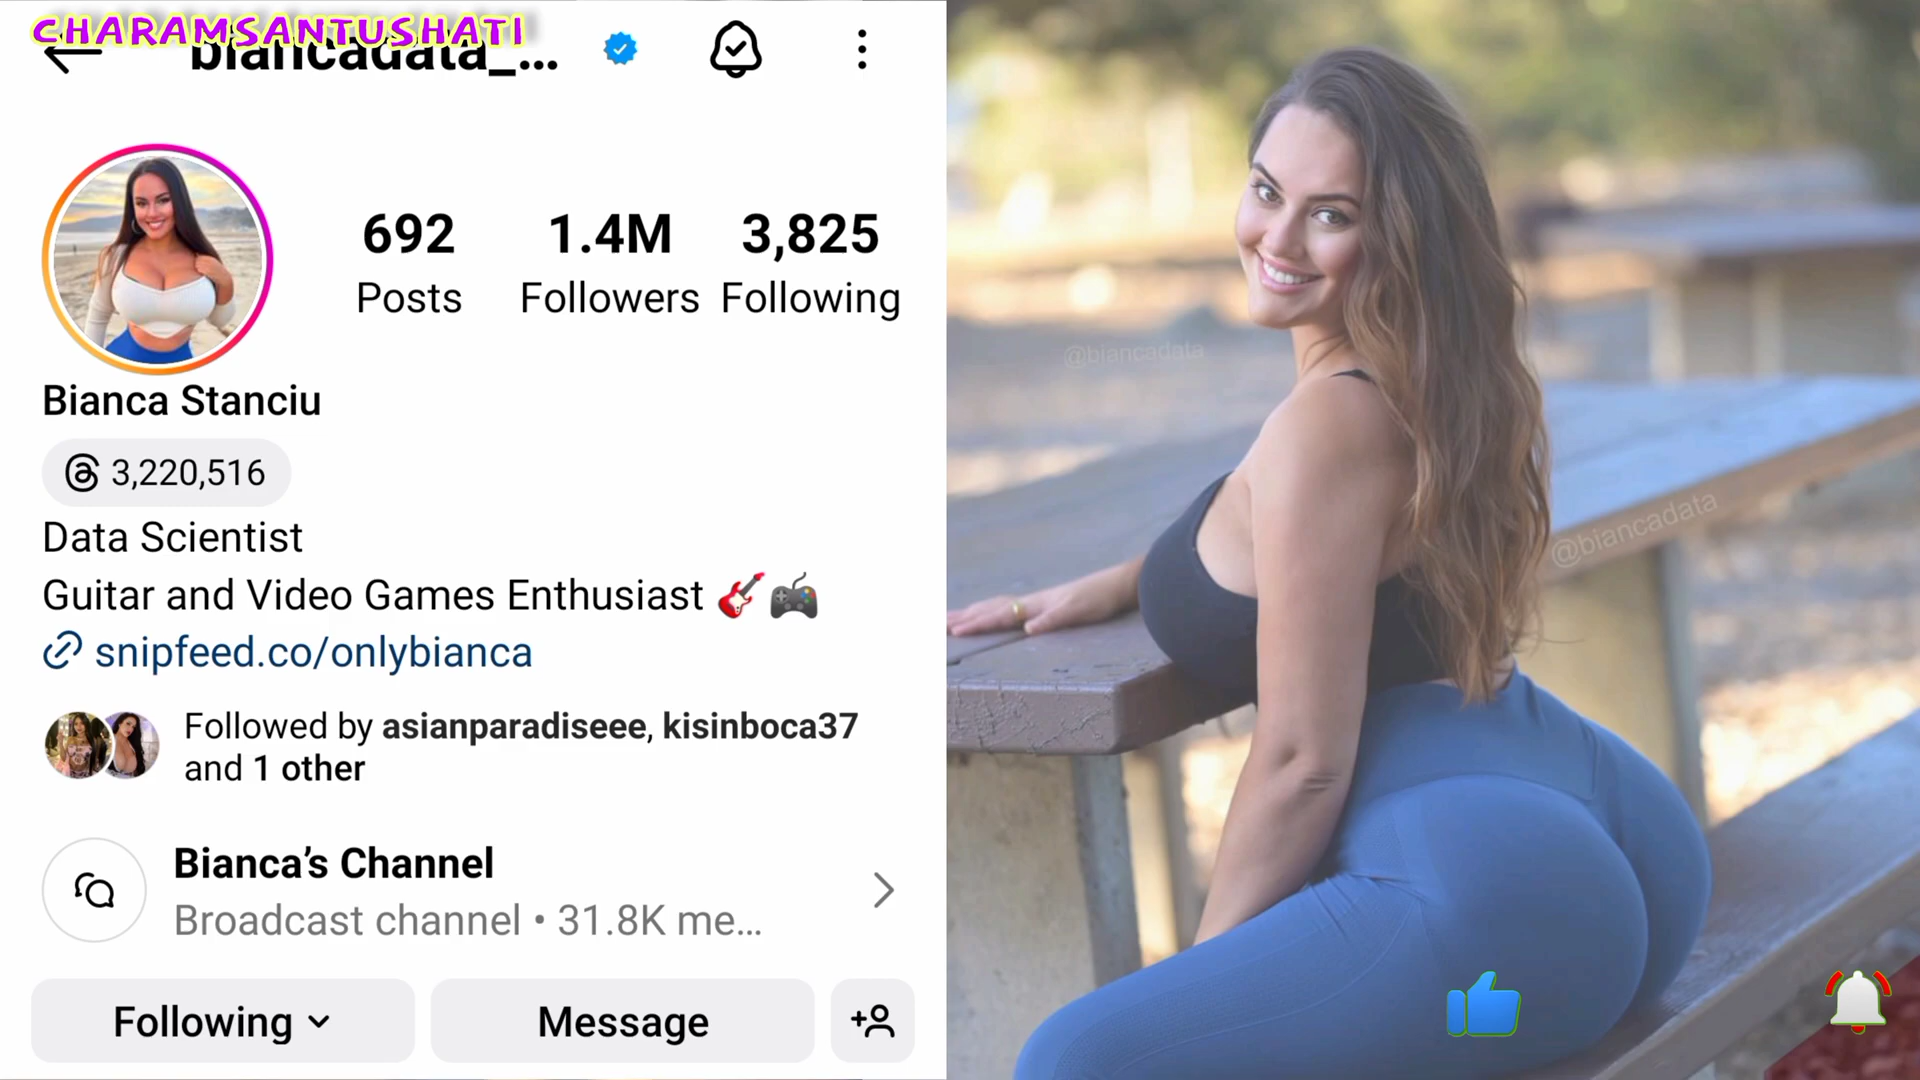 CHARAMSANTUSHATI
biancadata_...
692
Posts
1.4M
Followers
3,825
Following
Bianca Stanciu
3,220,516
Data Scientist
Guitar and Video Games Enthusiast 🎸🎮
snipfeed.co/onlybianca
Followed by asianparadiseee, kisinboca37
and 1 other
Bianca’s Channel
Broadcast channel • 31.8K me...
Following
Message
@biancadata
@biancadata